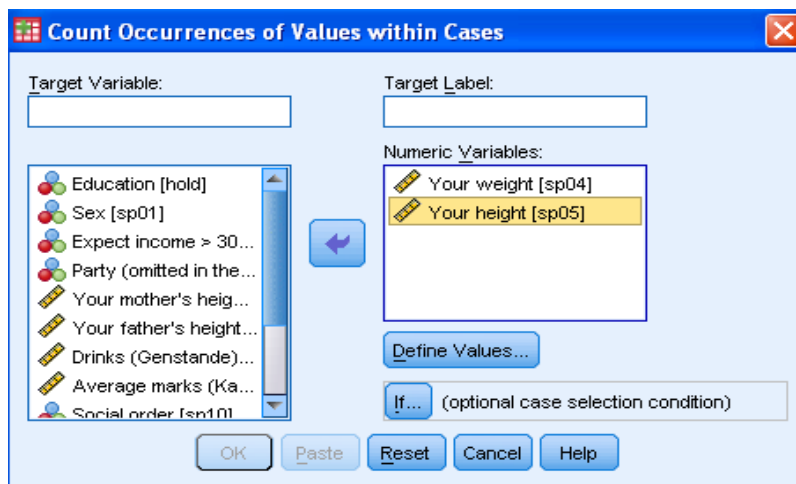 Count Occurrences of Values within Cases
Target Variable:
Target Label:
Numeric Variables:
Education [hold]
Sex [sp01]
Expect income > 30...
Party (omitted in the...
Your mother's heig...
Your father's height...
Drinks (Genstande)...
Average marks (Ka...
Social order [sp10]
Your weight [sp04]
Your height [sp05]
Define Values...
If... (optional case selection condition)
OK Paste Reset Cancel Help